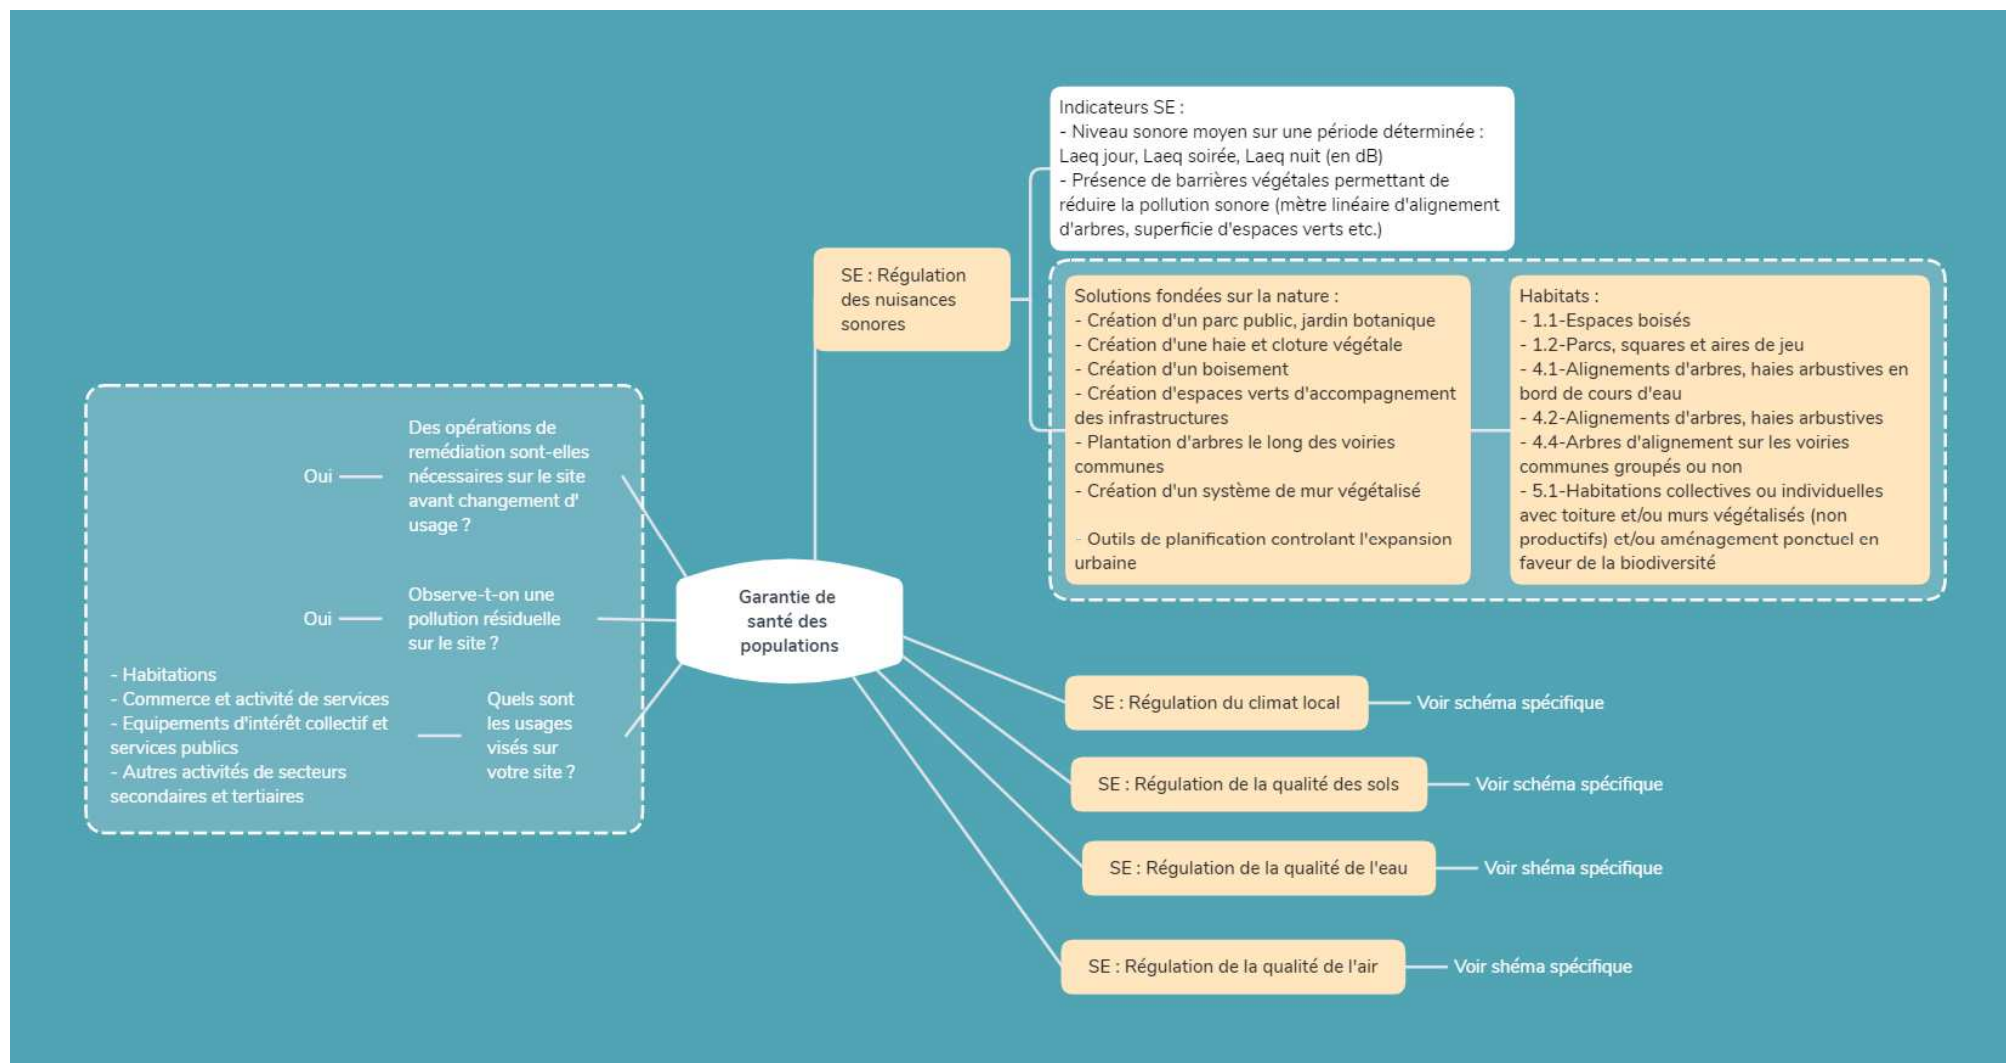 Indicateurs SE :
- Niveau sonore moyen sur une période déterminée :
Laeq jour, Laeq soirée, Laeq nuit (en dB)
- Présence de barrières végétales permettant de
réduire la pollution sonore (mètre linéaire d'alignement
d'arbres, superficie d'espaces verts etc.)
SE : Régulation
des nuisances
sonores
Solutions fondées sur la nature :
- Création d'un parc public, jardin botanique
- Création d'une haie et cloture végétale
- Création d'un boisement
- Création d'espaces verts d'accompagnement
des infrastructures
- Plantation d'arbres le long des voiries
communes
- Création d'un système de mur végétalisé
- Outils de planification controlant l'expansion
urbaine
Habitats :
- 1.1-Espaces boisés
- 1.2-Parcs, squares et aires de jeu
- 4.1-Alignements d'arbres, haies arbustives en
bord de cours d'eau
- 4.2-Alignements d'arbres, haies arbustives
- 4.4-Arbres d'alignement sur les voiries
communes groupés ou non
- 5.1-Habitations collectives ou individuelles
avec toiture et/ou murs végétalisés (non
productifs) et/ou aménagement ponctuel en
faveur de la biodiversité
Des opérations de
remédiation sont-elles
nécessaires sur le site
avant changement d'
usage ?
Oui
Observe-t-on une
pollution résiduelle
sur le site ?
Oui
Quels sont
les usages
visés sur
votre site ?
- Habitations
- Commerce et activité de services
- Equipements d'intérêt collectif et
services publics
- Autres activités de secteurs
secondaires et tertiaires
Garantie de
santé des
populations
SE : Régulation du climat local
Voir schéma spécifique
SE : Régulation de la qualité des sols
Voir schéma spécifique
SE : Régulation de la qualité de l'eau
Voir shéma spécifique
SE : Régulation de la qualité de l'air
Voir shéma spécifique